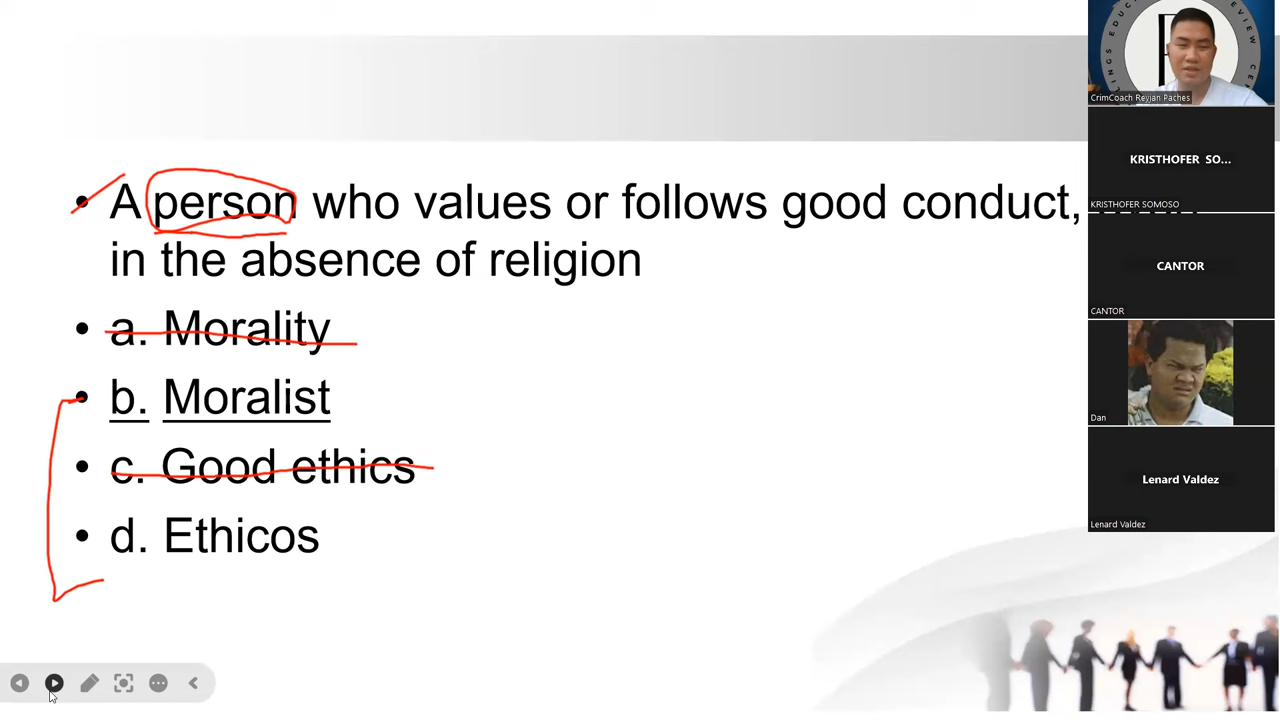 • A person who values or follows good conduct,
in the absence of religion
• a. Morality
• b. Moralist
• c. Good ethics
• d. Ethicos
CrimCoach Reyjan Paches
KRISTHOFER SO...
KRISTHOFER SOMOSO
CANTOR
CANTOR
Dan
Lenard Valdez
Lenard Valdez